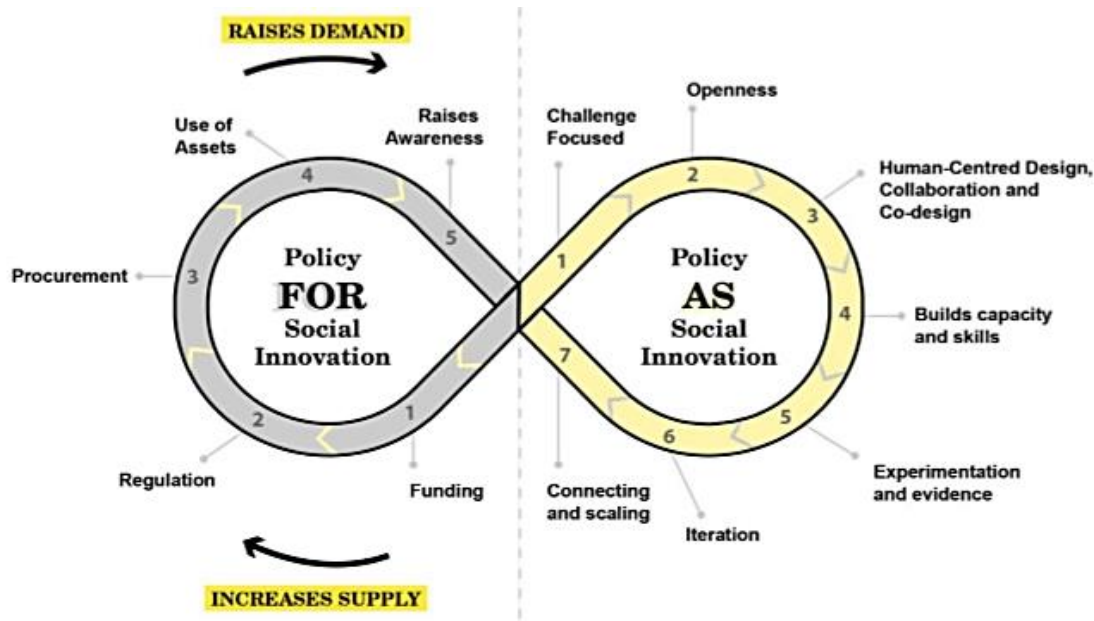 RAISES DEMAND
Use of
Assets
Raises
Awareness
4
5
Procurement
3
Policy
FOR
Social
Innovation
2
1
Regulation
Funding
INCREASES SUPPLY
Challenge
Focused
Openness
Human-Centred Design,
Collaboration and
Co-design
1
2
3
Policy
AS
Social
Innovation
4
Builds capacity
and skills
7
6
5
Experimentation
and evidence
Connecting
and scaling
Iteration